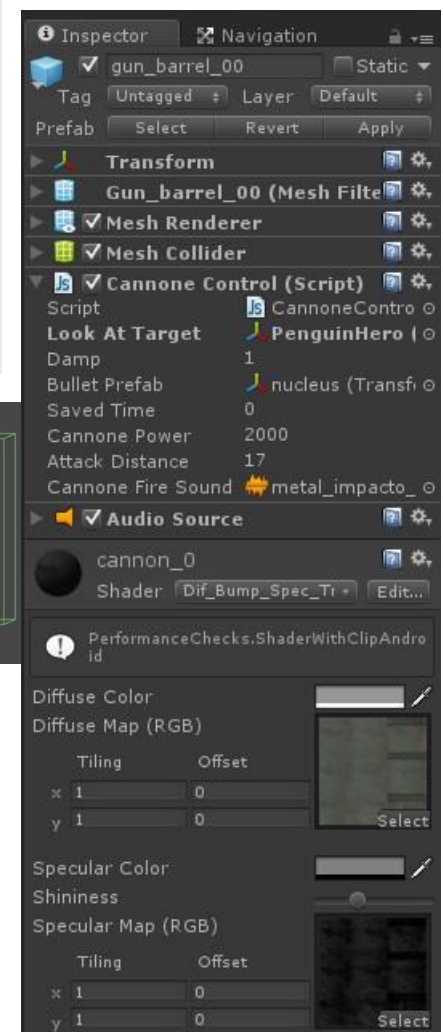 Inspector Navigation
gun_barrel_00 Static
Tag Untagged Layer Default
Prefab Select Revert Apply
Transform
Gun_barrel_00 (Mesh Filte
Mesh Renderer
Mesh Collider
Cannone Control (Script)
Script CannoneContro
Look At Target PenguinHero (
Damp 1
Bullet Prefab nucleus (Transfo
Saved Time 0
Cannone Power 2000
Attack Distance 17
Cannone Fire Sound metal_impacto_
Audio Source
cannon_0
Shader Dif_Bump_Spec_Tr Edit...
PerformanceChecks.ShaderWithClipAndro
id
Diffuse Color
Diffuse Map (RGB)
Tiling Offset
x 1 0
y 1 0
Select
Specular Color
Shininess
Specular Map (RGB)
Tiling Offset
x 1 0
y 1 0
Select